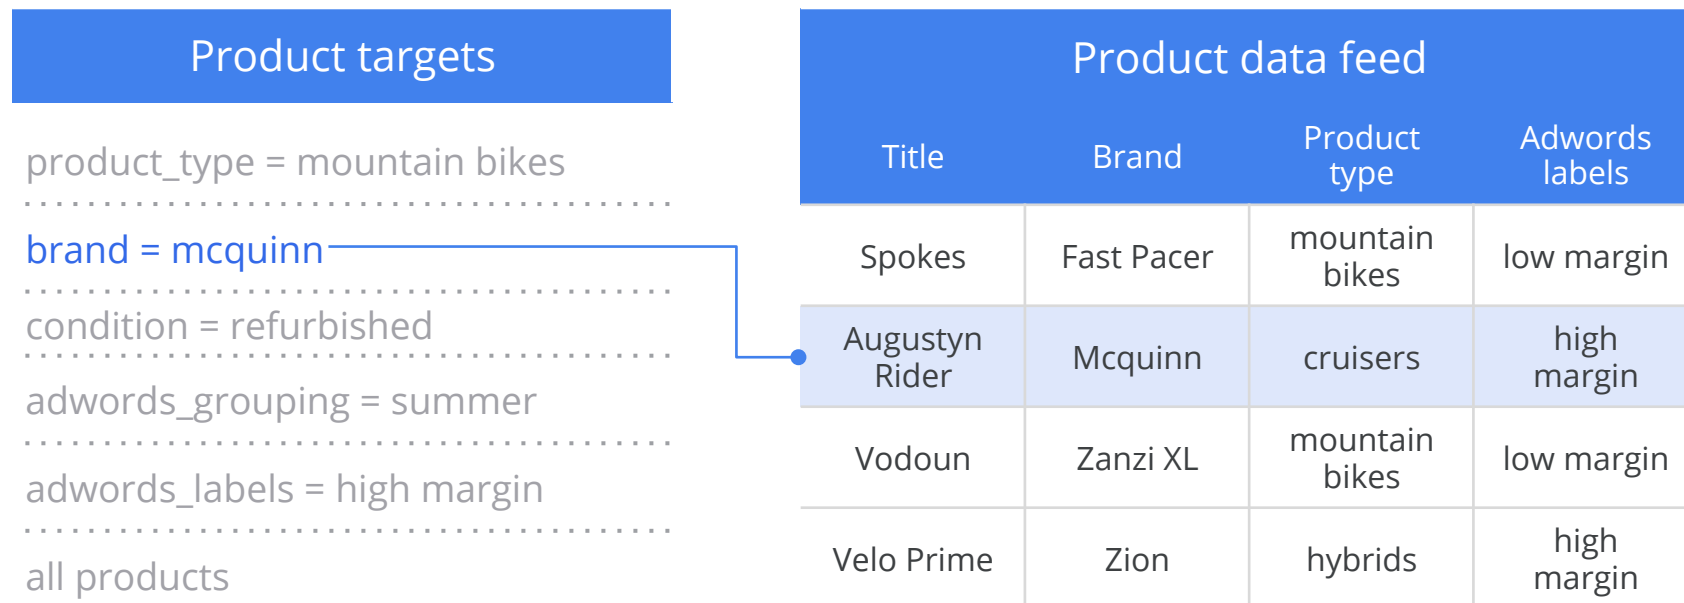 Product targets
product_type = mountain bikes
brand = mcquinn
condition = refurbished
adwords_grouping = summer
adwords_labels = high margin
all products
Product data feed
Title
Brand
Product
type
Adwords
labels
Spokes
Fast Pacer
mountain
bikes
low margin
Augustyn
Rider
Mcquinn
cruisers
high
margin
Vodoun
Zanzi XL
mountain
bikes
low margin
Velo Prime
Zion
hybrids
high
margin